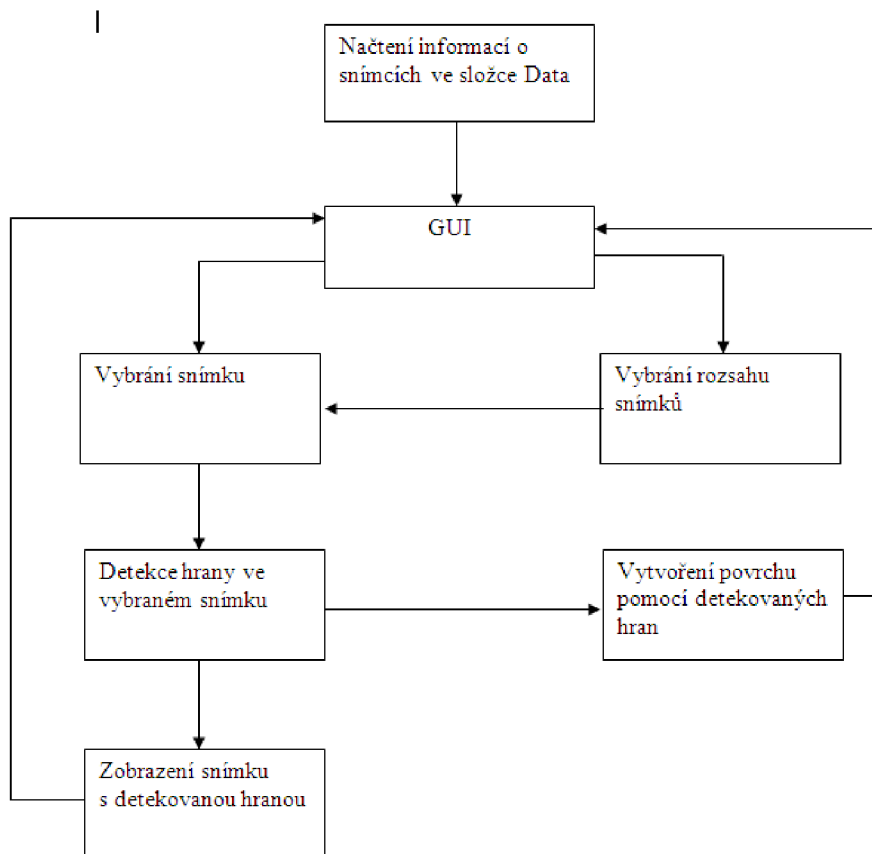 Načtení informací o
snímcích ve složce Data
GUI
Vybrání snímku
Vybrání rozsahu
snímků
Detekce hrany ve
vybraném snímku
Vytvoření povrchu
pomocí detekovaných
hran
Zobrazení snímku
s detekovanou hranou